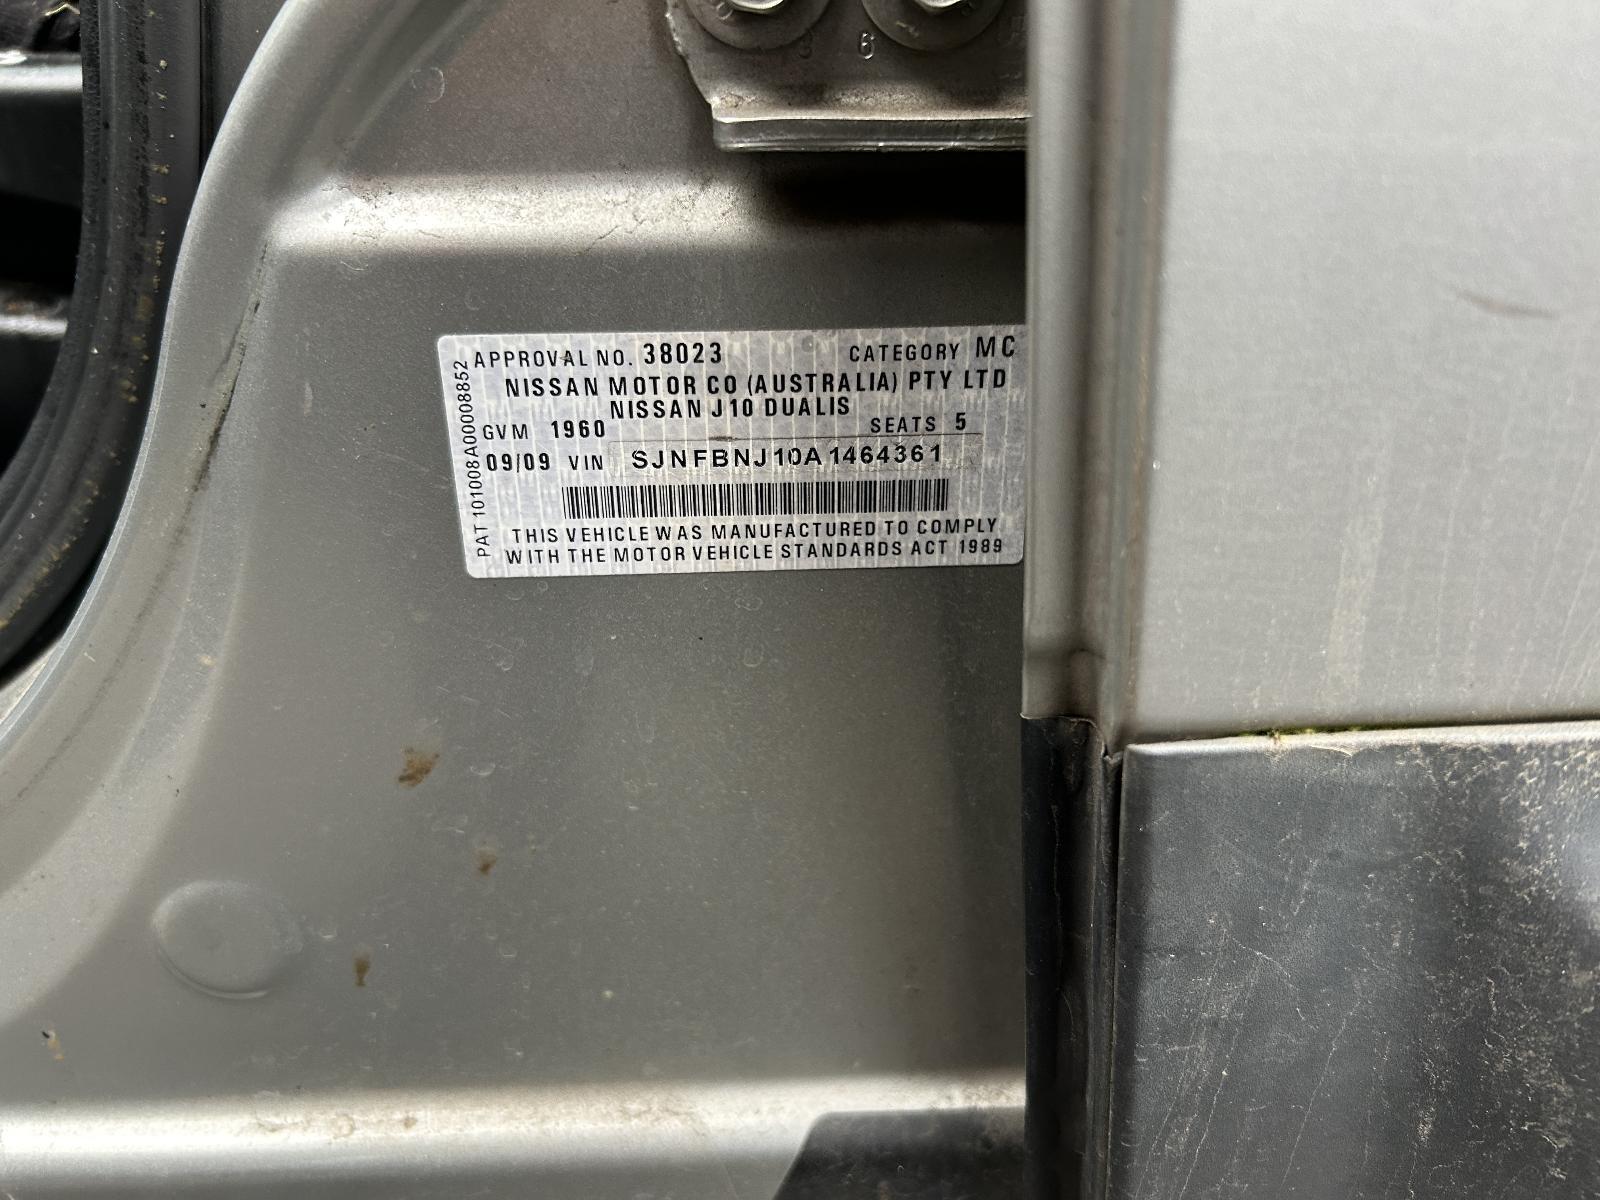 6
APPROVAL NO. 38023 CATEGORY MC
NISSAN MOTOR CO (AUSTRALIA) PTY LTD
NISSAN J10 DUALIS
GVM 1960 SEATS 5
09/09 VIN SJNFBNJ10A1464361
THIS VEHICLE WAS MANUFACTURED TO COMPLY
WITH THE MOTOR VEHICLE STANDARDS ACT 1989
PAT 101008A00008852